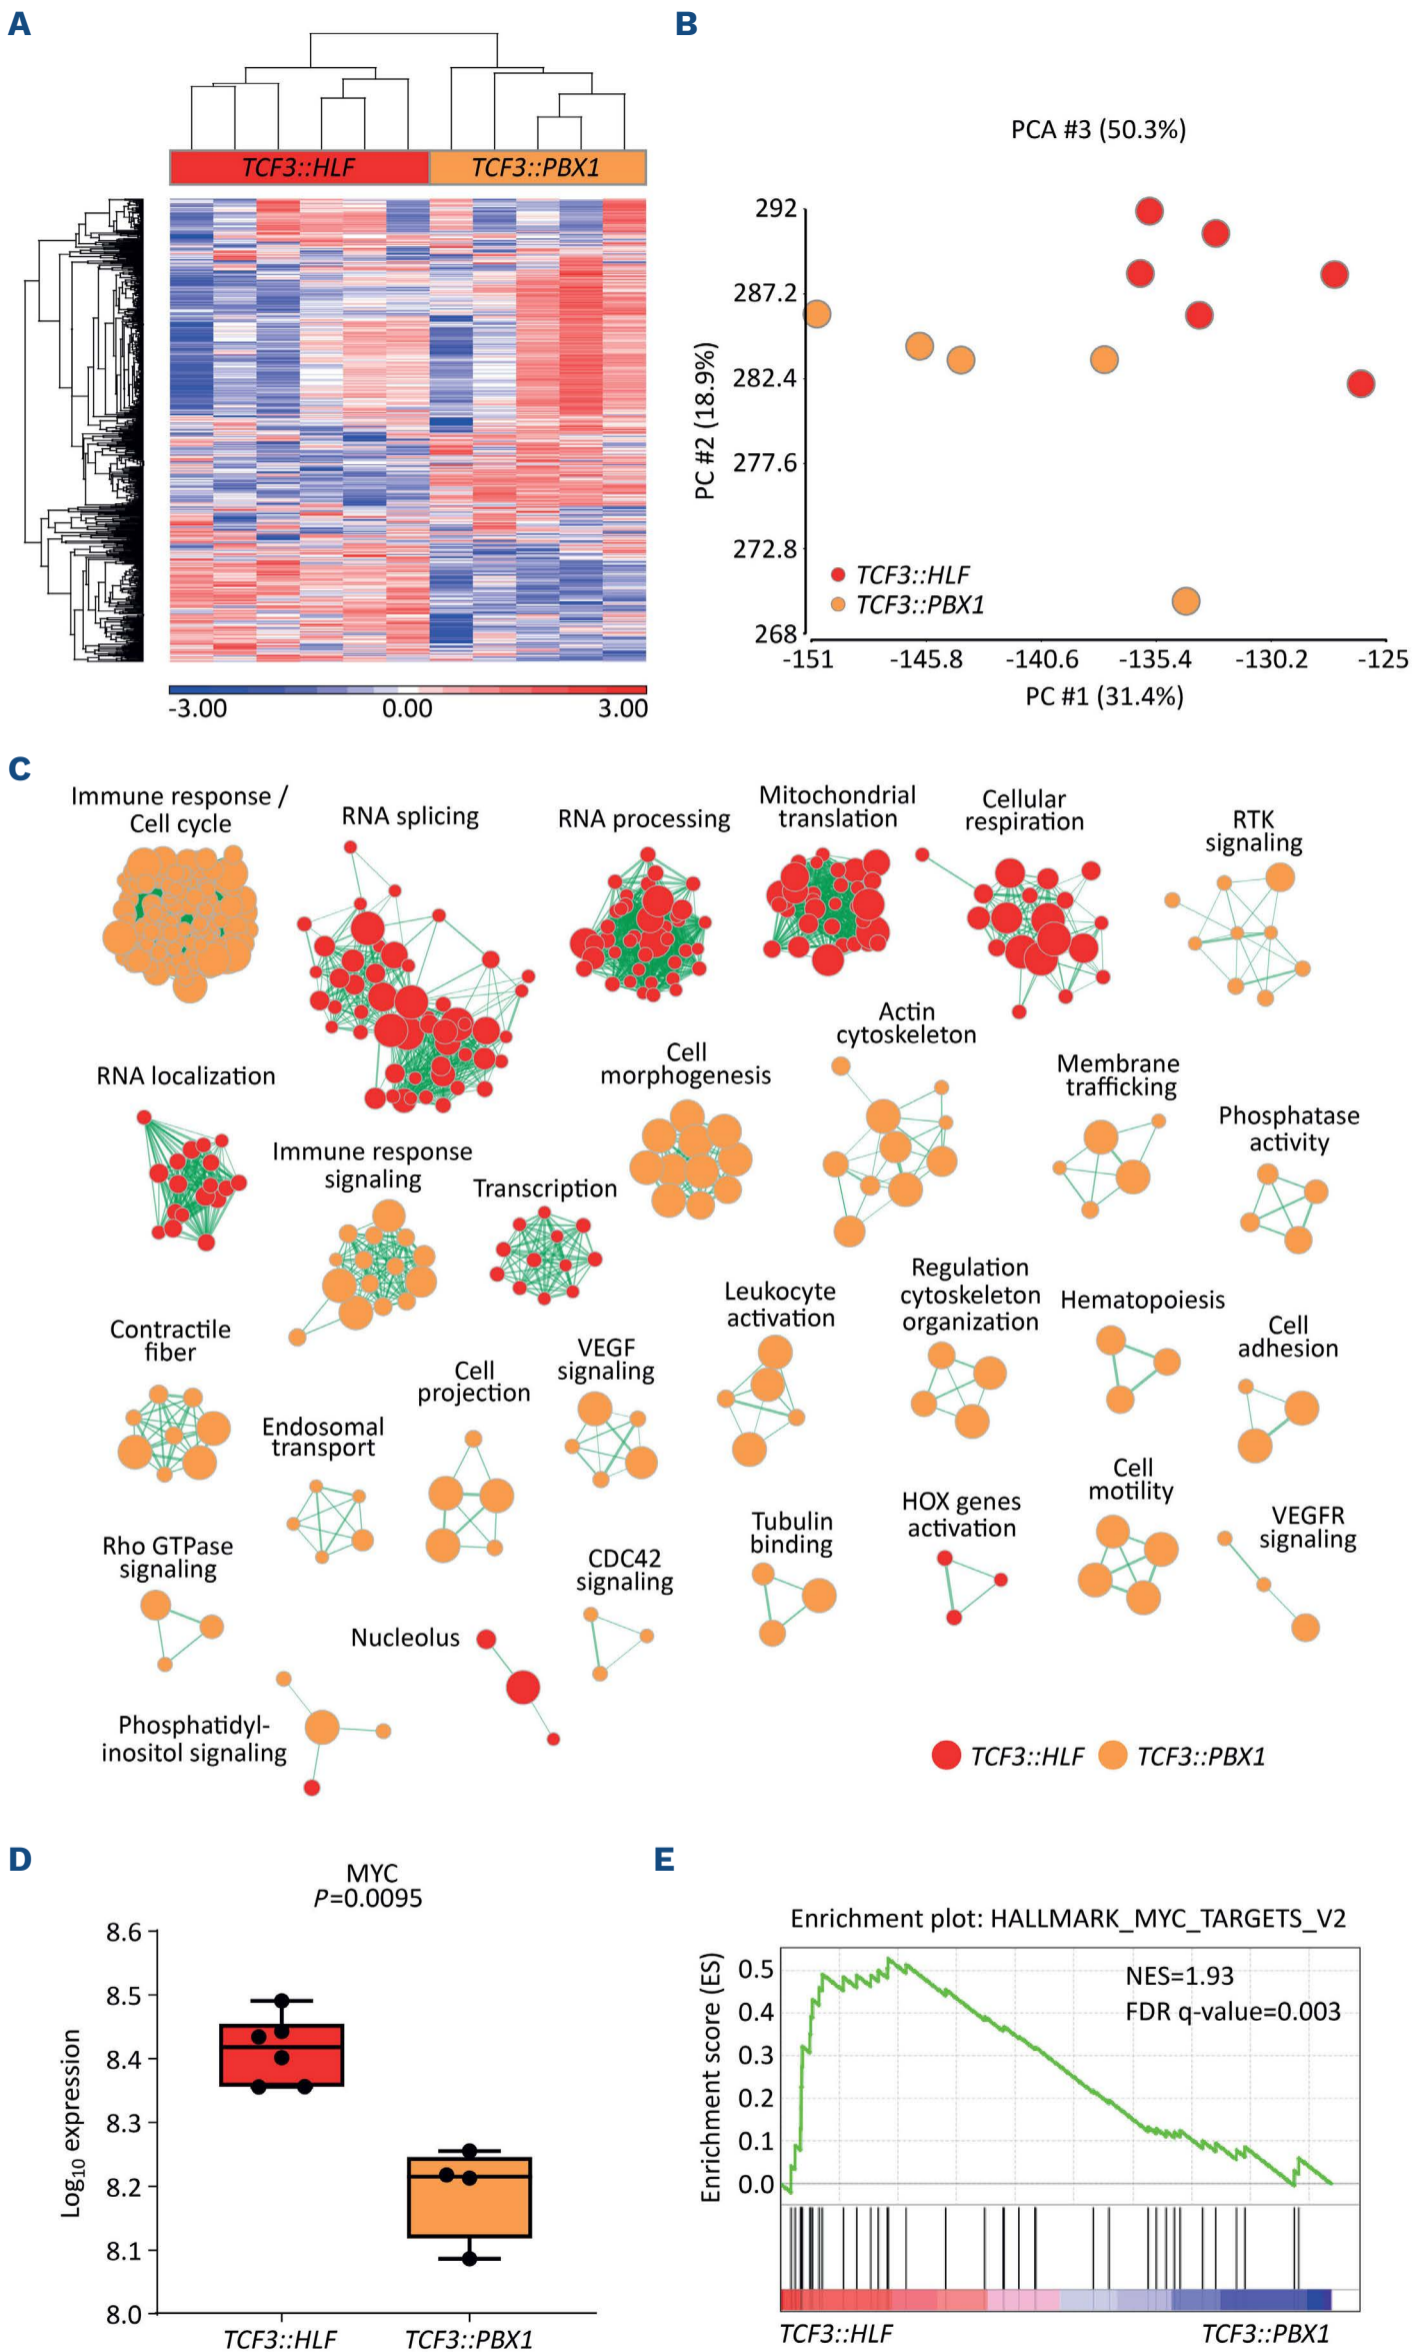 A
TCF3::HLF
TCF3::PBX1
-3.00
0.00
3.00
B
PCA #3 (50.3%)
PC #2 (18.9%)
292
287.2
282.4
277.6
272.8
268
TCF3::HLF
TCF3::PBX1
-151
-145.8
-140.6
-135.4
-130.2
-125
PC #1 (31.4%)
C
Immune response /
Cell cycle
RNA splicing
RNA processing
Mitochondrial
translation
Cellular
respiration
RTK
signaling
RNA localization
Immune response
signaling
Transcription
Cell
morphogenesis
Actin
cytoskeleton
Membrane
trafficking
Phosphatase
activity
Contractile
fiber
Endosomal
transport
Cell
projection
VEGF
signaling
Leukocyte
activation
Regulation
cytoskeleton
organization
Hematopoiesis
Cell
adhesion
Rho GTPase
signaling
CDC42
signaling
Tubulin
binding
HOX genes
activation
Cell
motility
VEGFR
signaling
Nucleolus
Phosphatidyl-
inositol signaling
TCF3::HLF
TCF3::PBX1
D
MYC
P=0.0095
Log10 expression
8.6
8.5
8.4
8.3
8.2
8.1
8.0
TCF3::HLF
TCF3::PBX1
E
Enrichment plot: HALLMARK_MYC_TARGETS_V2
NES=1.93
FDR q-value=0.003
Enrichment score (ES)
0.5
0.4
0.3
0.2
0.1
0.0
TCF3::HLF
TCF3::PBX1